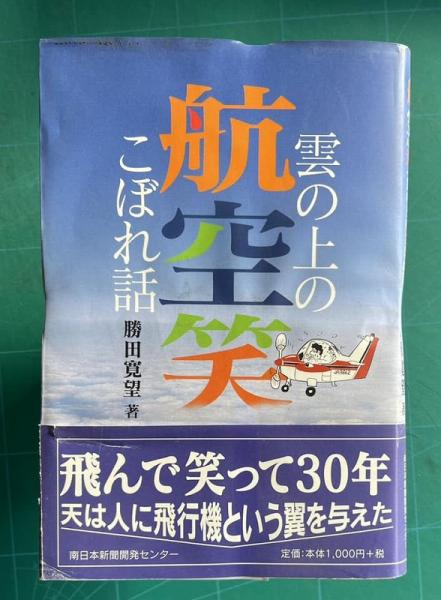 雲の上の
航空笑
こぼれ話
勝田寛望 著
飛んで笑って30年
天は人に飛行機という翼を与えた
南日本新聞開発センター
定価:本体1,000円+税